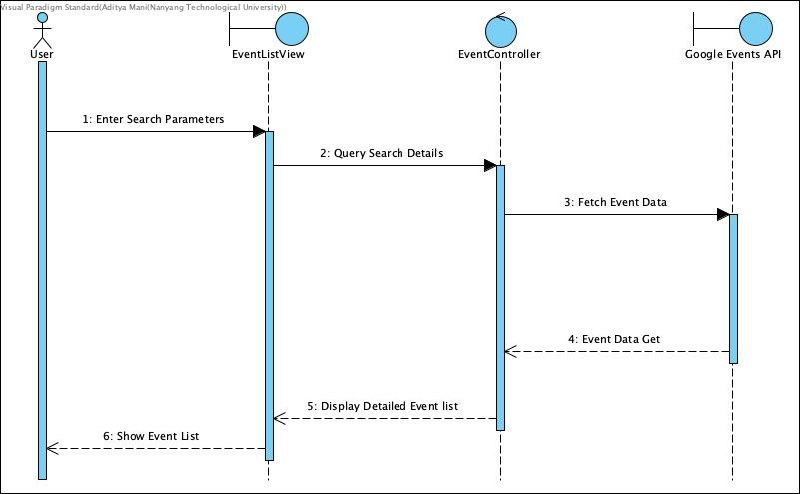 Visual Paradigm Standard(Aditya Mani(Nanyang Technological University))
User
EventListView
EventController
Google Events API
1: Enter Search Parameters
2: Query Search Details
3: Fetch Event Data
4: Event Data Get
5: Display Detailed Event list
6: Show Event List